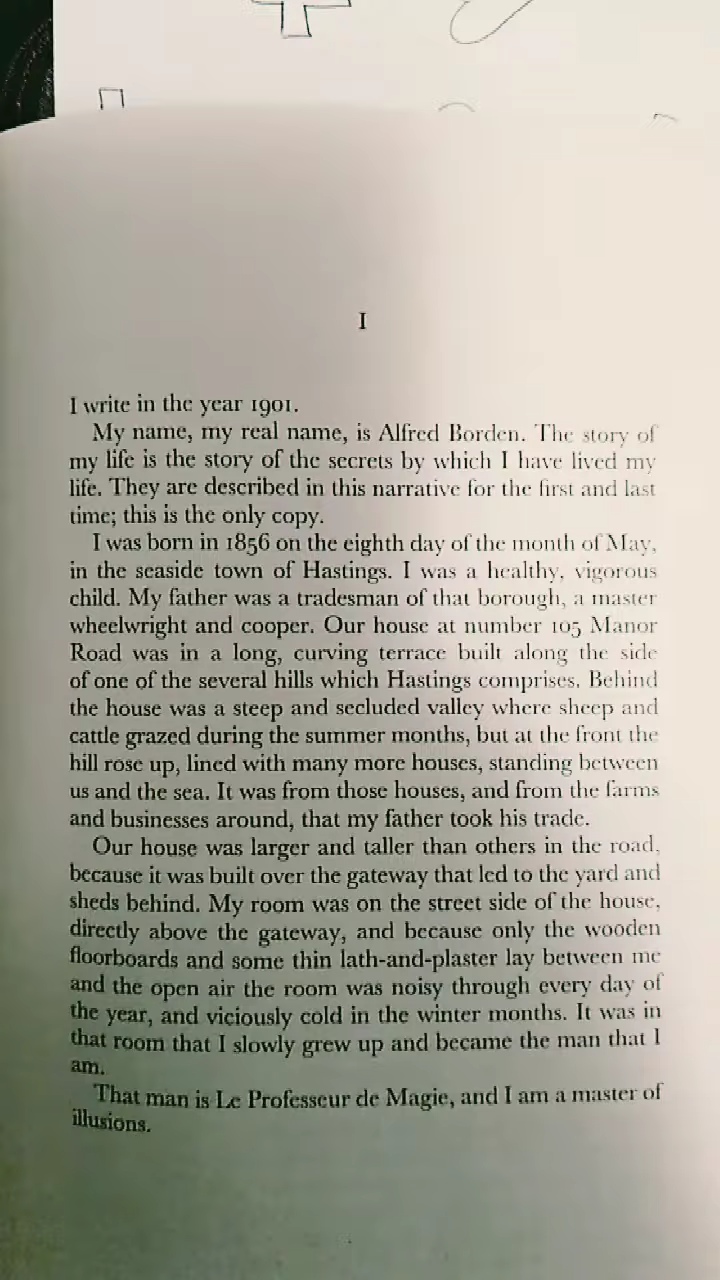 I
I write in the year 1901.
My name, my real name, is Alfred Borden. The story of
my life is the story of the secrets by which I have lived my
life. They are described in this narrative for the first and last
time; this is the only copy.
I was born in 1856 on the eighth day of the month of May,
in the seaside town of Hastings. I was a healthy, vigorous
child. My father was a tradesman of that borough, a master
wheelwright and cooper. Our house at number 105 Manor
Road was in a long, curving terrace built along the side
of one of the several hills which Hastings comprises. Behind
the house was a steep and secluded valley where sheep and
cattle grazed during the summer months, but at the front the
hill rose up, lined with many more houses, standing between
us and the sea. It was from those houses, and from the farms
and businesses around, that my father took his trade.
Our house was larger and taller than others in the road,
because it was built over the gateway that led to the yard and
sheds behind. My room was on the street side of the house,
directly above the gateway, and because only the wooden
floorboards and some thin lath-and-plaster lay between me
and the open air the room was noisy through every day of
the year, and viciously cold in the winter months. It was in
that room that I slowly grew up and became the man that I
am.
That man is Le Professeur de Magie, and I am a master of
illusions.